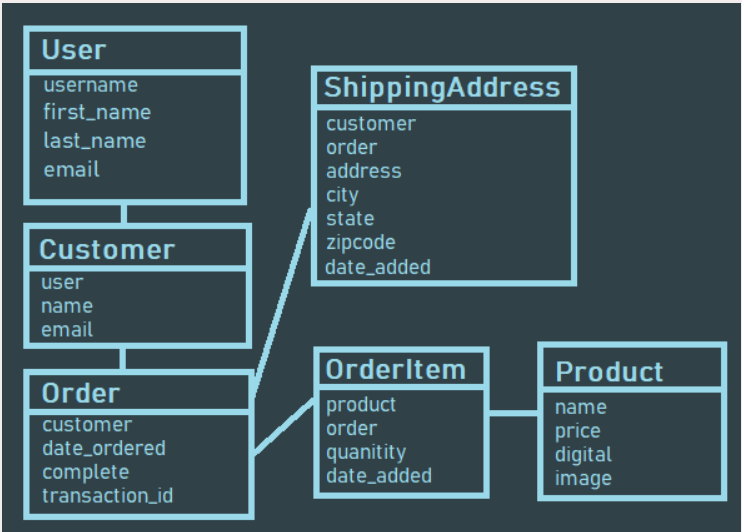 User
username
first_name
last_name
email
Customer
user
name
email
Order
customer
date_ordered
complete
transaction_id
ShippingAddress
customer
order
address
city
state
zipcode
date_added
OrderItem
product
order
quanitity
date_added
Product
name
price
digital
image